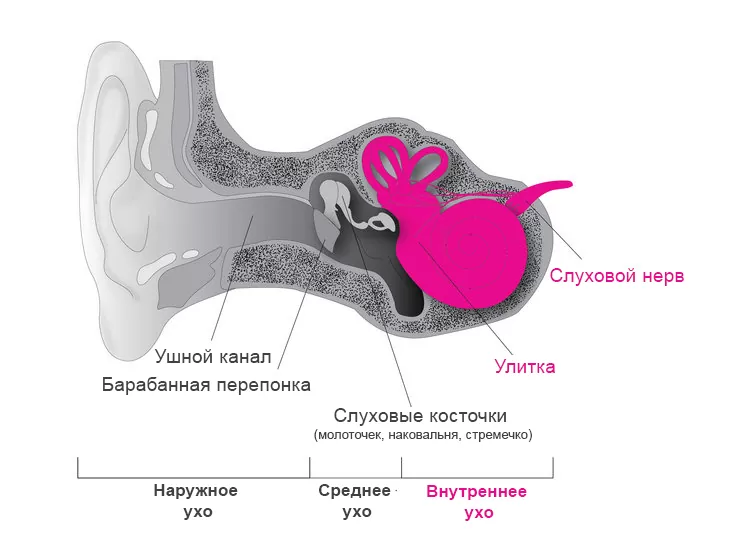 Слуховой нерв
Улитка
Ушной канал
Барабанная перепонка
Слуховые косточки
(молоточек, наковальня, стремечко)
Наружное
ухо
Среднее
ухо
Внутреннее
ухо